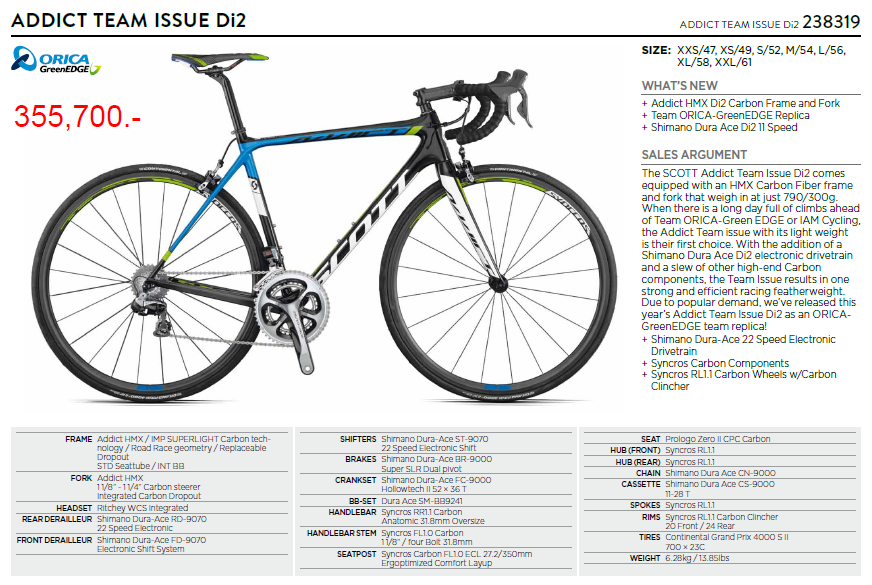 ADDICT TEAM ISSUE Di2
ADDICT TEAM ISSUE Di2 238319
ORICA
GreenEDGE
355,700.-
SCOTT
SIZE: XXS/47, XS/49, S/52, M/54, L/56,
XL/58, XXL/61
WHAT'S NEW
+ Addict HMX Di2 Carbon Frame and Fork
+ Team ORICA-GreenEDGE Replica
+ Shimano Dura Ace Di2 11 Speed
SALES ARGUMENT
The SCOTT Addict Team Issue Di2 comes
equipped with an HMX Carbon Fiber frame
and fork that weigh in at just 790/300g.
When there is a long day full of climbs ahead
of Team ORICA-Green EDGE or IAM Cycling,
the Addict Team issue with its light weight
is their first choice. With the addition of a
Shimano Dura Ace Di2 electronic drivetrain
and a slew of other high-end Carbon
components, the Team Issue results in one
strong and efficient racing featherweight.
Due to popular demand, we've released this
year's Addict Team Issue Di2 as an ORICA-
GreenEDGE team replica!
+ Shimano Dura-Ace 22 Speed Electronic
Drivetrain
+ Syncros Carbon Components
+ Syncros RL1.1 Carbon Wheels w/Carbon
Clincher
FRAME Addict HMX / IMP SUPERLIGHT Carbon tech-
nology / Road Race geometry / Replaceable
Dropout
STD Seattube / INT BB
FORK Addict HMX
1 1/8" - 1 1/4" Carbon steerer
Integrated Carbon Dropout
HEADSET Ritchey WCS Integrated
REAR DERAILLEUR Shimano Dura-Ace RD-9070
22 Speed Electronic
FRONT DERAILLEUR Shimano Dura-Ace FD-9070
Electronic Shift System
SHIFTERS Shimano Dura-Ace ST-9070
22 Speed Electronic Shift
BRAKES Shimano Dura-Ace BR-9000
Super SLR Dual pivot
CRANKSET Shimano Dura-Ace FC-9000
Hollowtech II 52 × 36 T
BB-SET Dura Ace SM-BB9241
HANDLEBAR Syncros RR1.1 Carbon
Anatomic 31.8mm Oversize
HANDLEBAR STEM Syncros FL1.0 Carbon
1 1/8" / four Bolt 31.8mm
SEATPOST Syncros Carbon FL1.0 ECL 27.2/350mm
Ergoptimized Comfort Layup
SEAT Prologo Zero II CPC Carbon
HUB (FRONT) Syncros RL1.1
HUB (REAR) Syncros RL1.1
CHAIN Shimano Dura Ace CN-9000
CASSETTE Shimano Dura Ace CS-9000
11-28 T
SPOKES Syncros RL1.1
RIMS Syncros RL1.1 Carbon Clincher
20 Front / 24 Rear
TIRES Continental Grand Prix 4000 S II
700 × 23C
WEIGHT 6.28kg / 13.85lbs